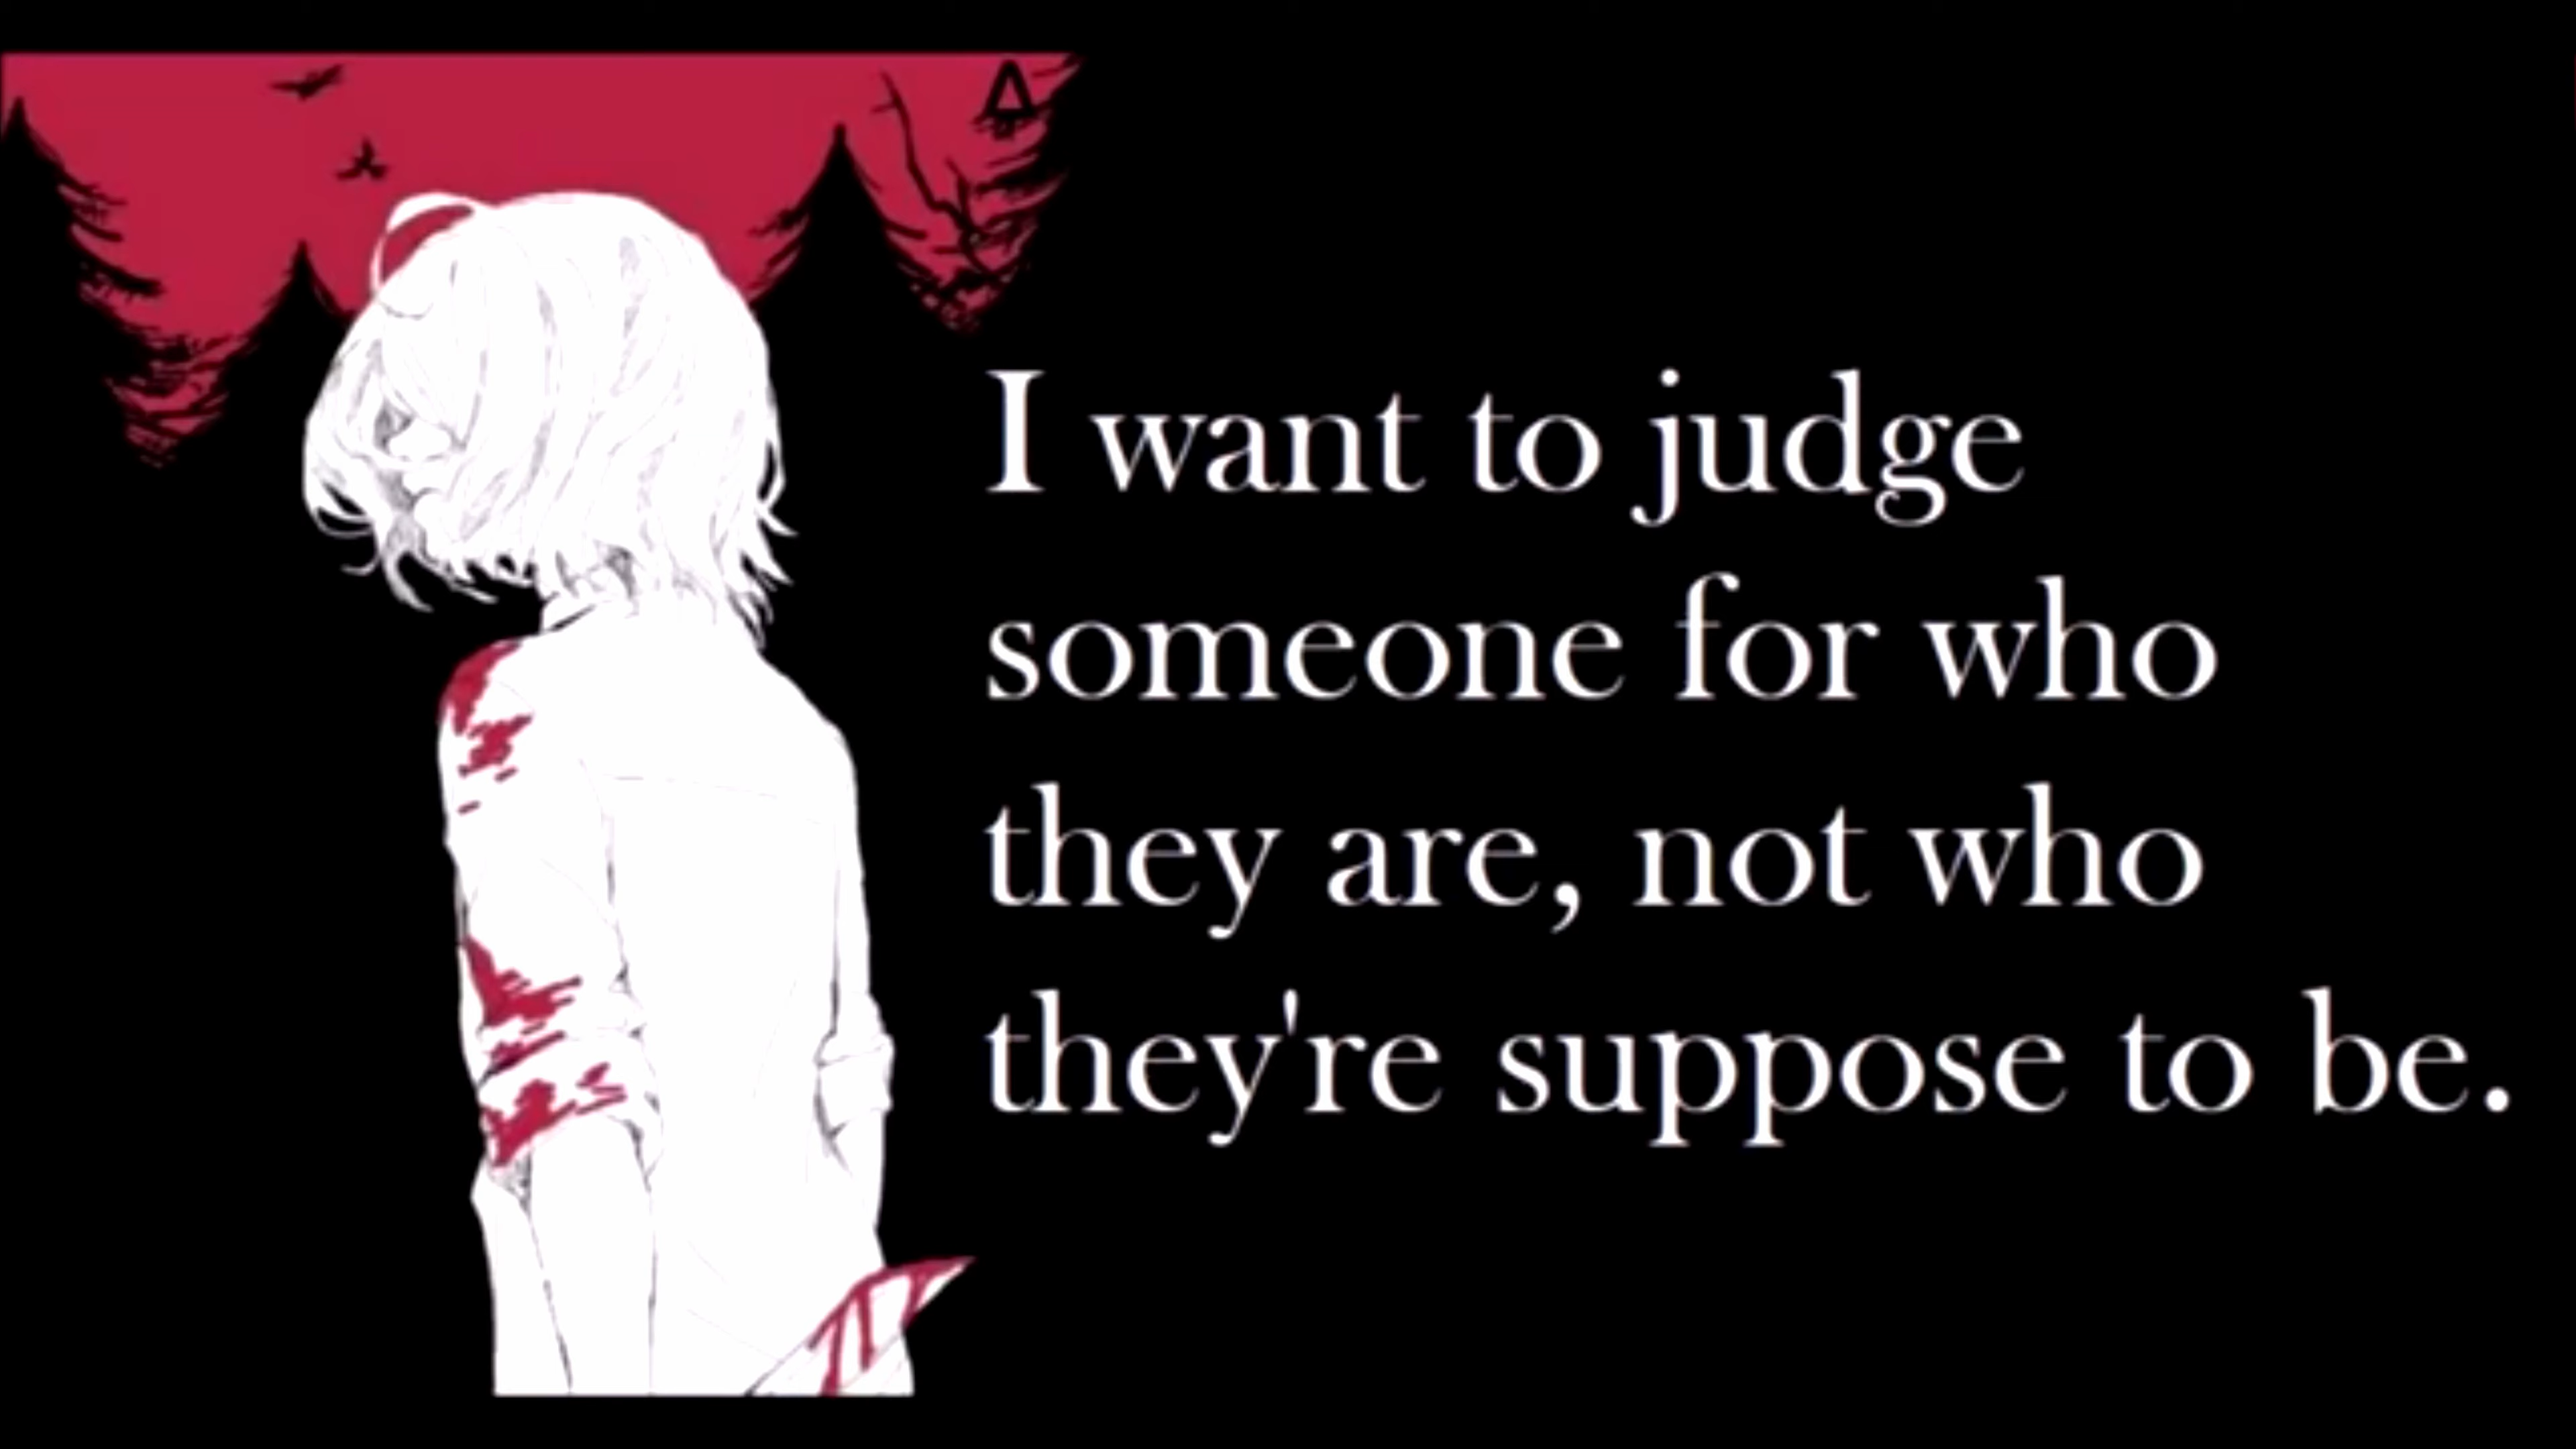 I want to judge
someone for who
they are, not who
they're suppose to be.